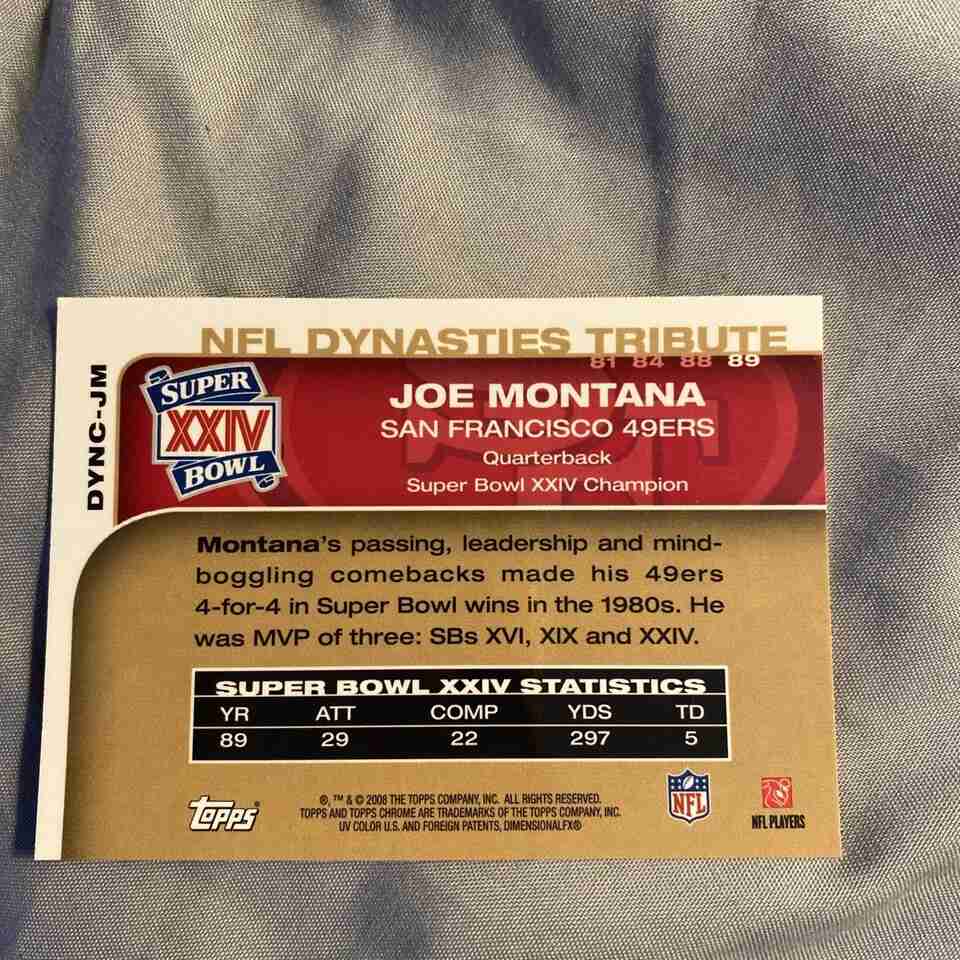 NFL DYNASTIES TRIBUTE
81 84 88 89
DYNC-JM
SUPER
XXIV
BOWL
JOE MONTANA
SAN FRANCISCO 49ERS
Quarterback
Super Bowl XXIV Champion
Montana's passing, leadership and mind-
boggling comebacks made his 49ers
4-for-4 in Super Bowl wins in the 1980s. He
was MVP of three: SBs XVI, XIX and XXIV.
SUPER BOWL XXIV STATISTICS
YR ATT COMP YDS TD
89 29 22 297 5
Topps®
®, ™ & © 2008 THE TOPPS COMPANY, INC. ALL RIGHTS RESERVED.
TOPPS AND TOPPS CHROME ARE TRADEMARKS OF THE TOPPS COMPANY, INC.
UV COLOR U.S. AND FOREIGN PATENTS, DIMENSIONALFX®
NFL
NFL PLAYERS